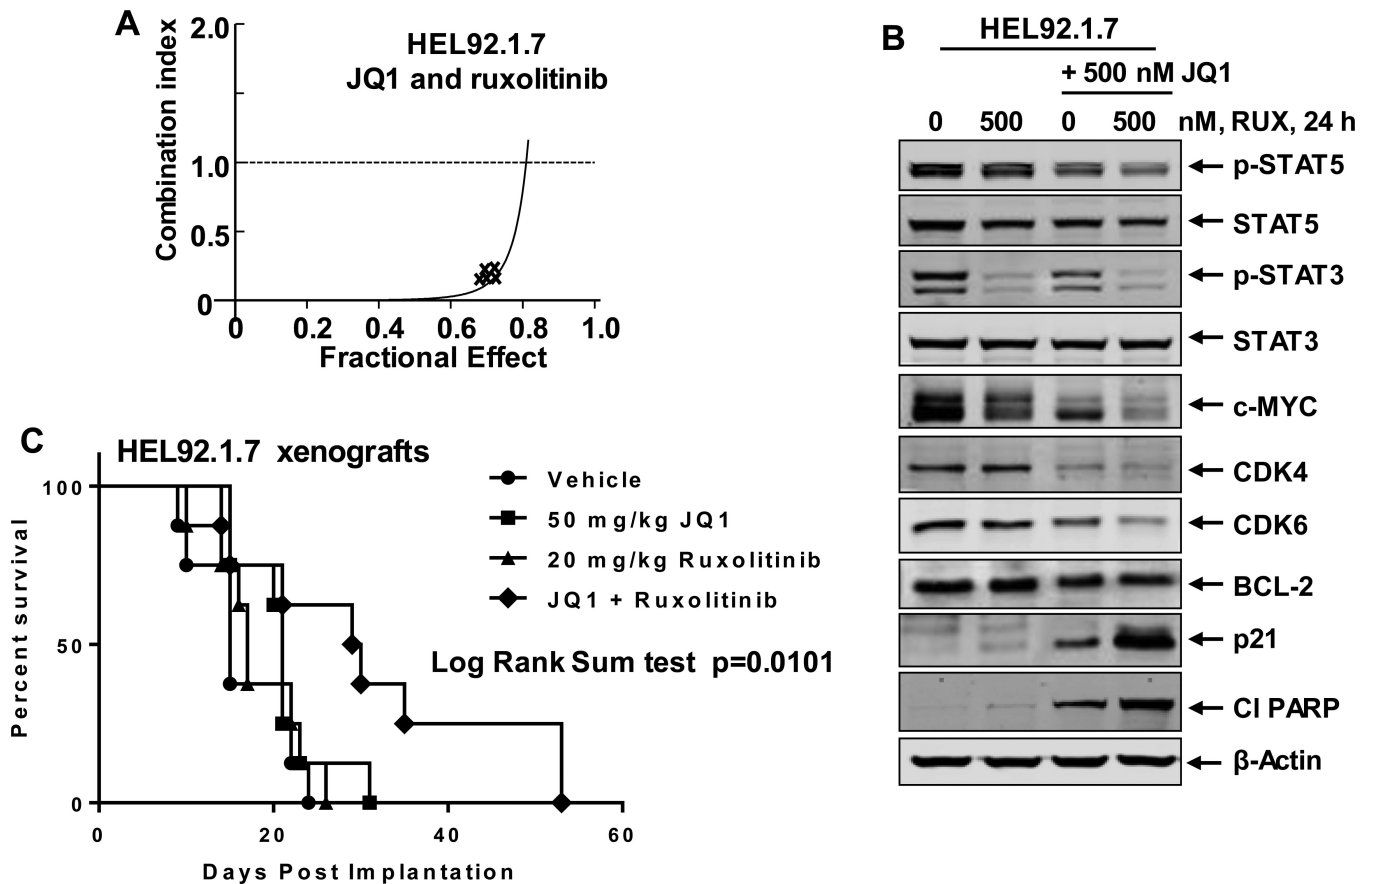 A
HEL92.1.7
JQ1 and ruxolitinib
Combination index
2.0
1.0
0.5
0
0 0.2 0.4 0.6 0.8 1.0
Fractional Effect
B
HEL92.1.7
+ 500 nM JQ1
0 500 0 500 nM, RUX, 24 h
p-STAT5
STAT5
p-STAT3
STAT3
c-MYC
CDK4
CDK6
BCL-2
p21
Cl PARP
β-Actin
C
HEL92.1.7 xenografts
Percent survival
100
50
0
0 20 40 60
Days Post Implantation
Vehicle
50 mg/kg JQ1
20 mg/kg Ruxolitinib
JQ1 + Ruxolitinib
Log Rank Sum test p=0.0101